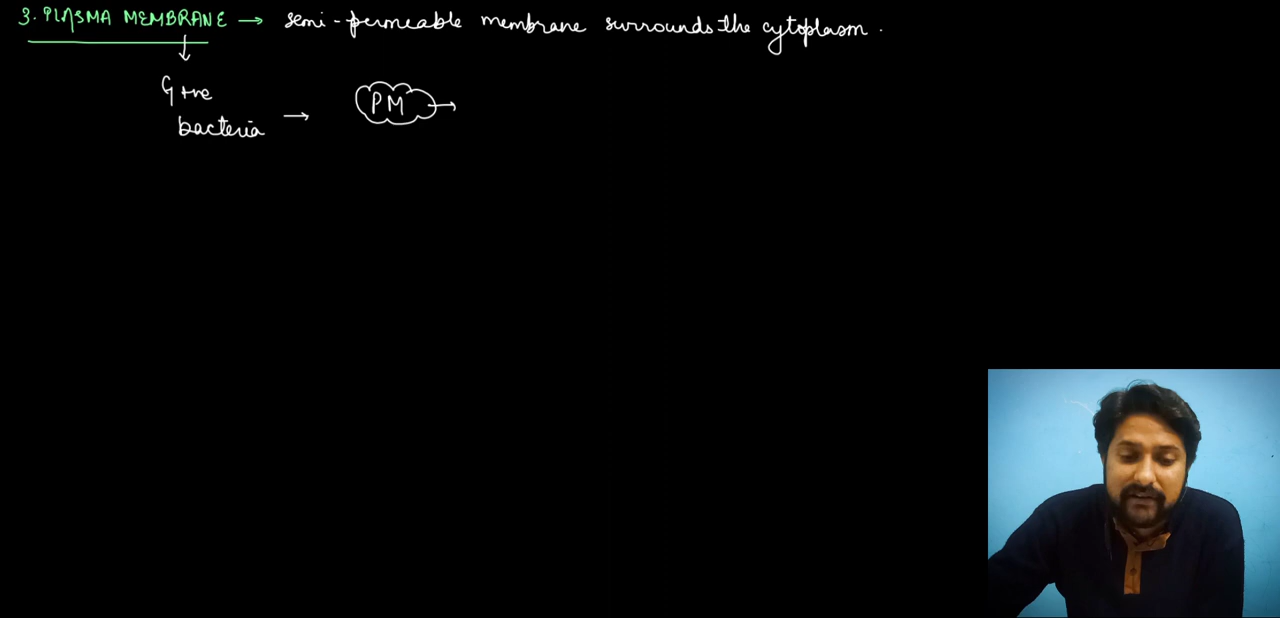 3. PLASMA MEMBRANE → semi-permeable membrane surrounds the cytoplasm.
↓
G +ve
bacteria → PM →